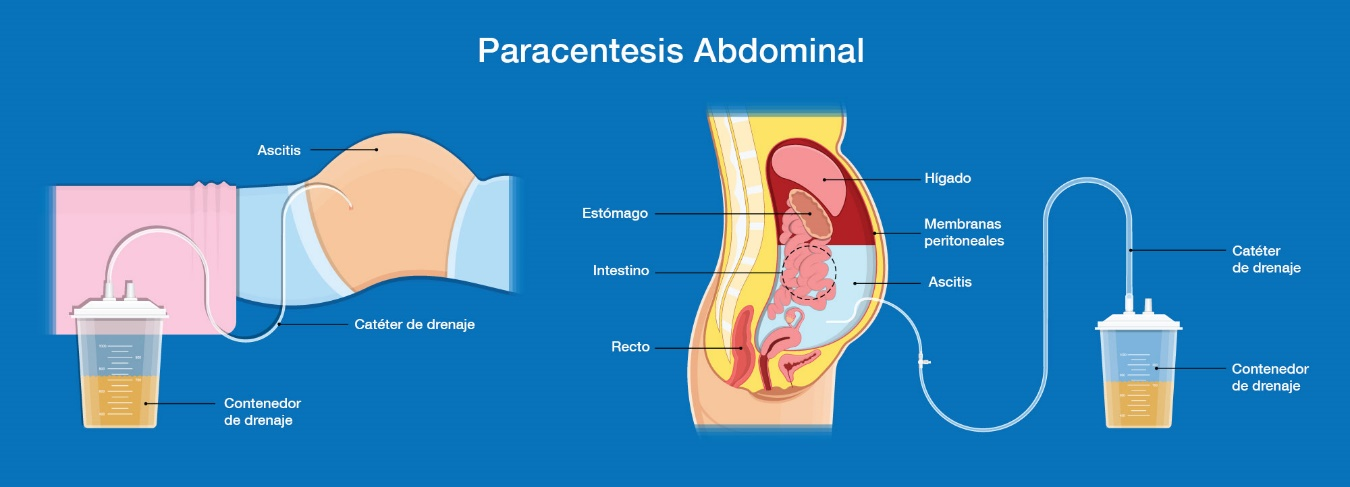 Paracentesis Abdominal
Ascitis
Catéter de drenaje
Contenedor
de drenaje
Estómago
Intestino
Recto
Hígado
Membranas
peritoneales
Ascitis
Catéter
de drenaje
Contenedor
de drenaje